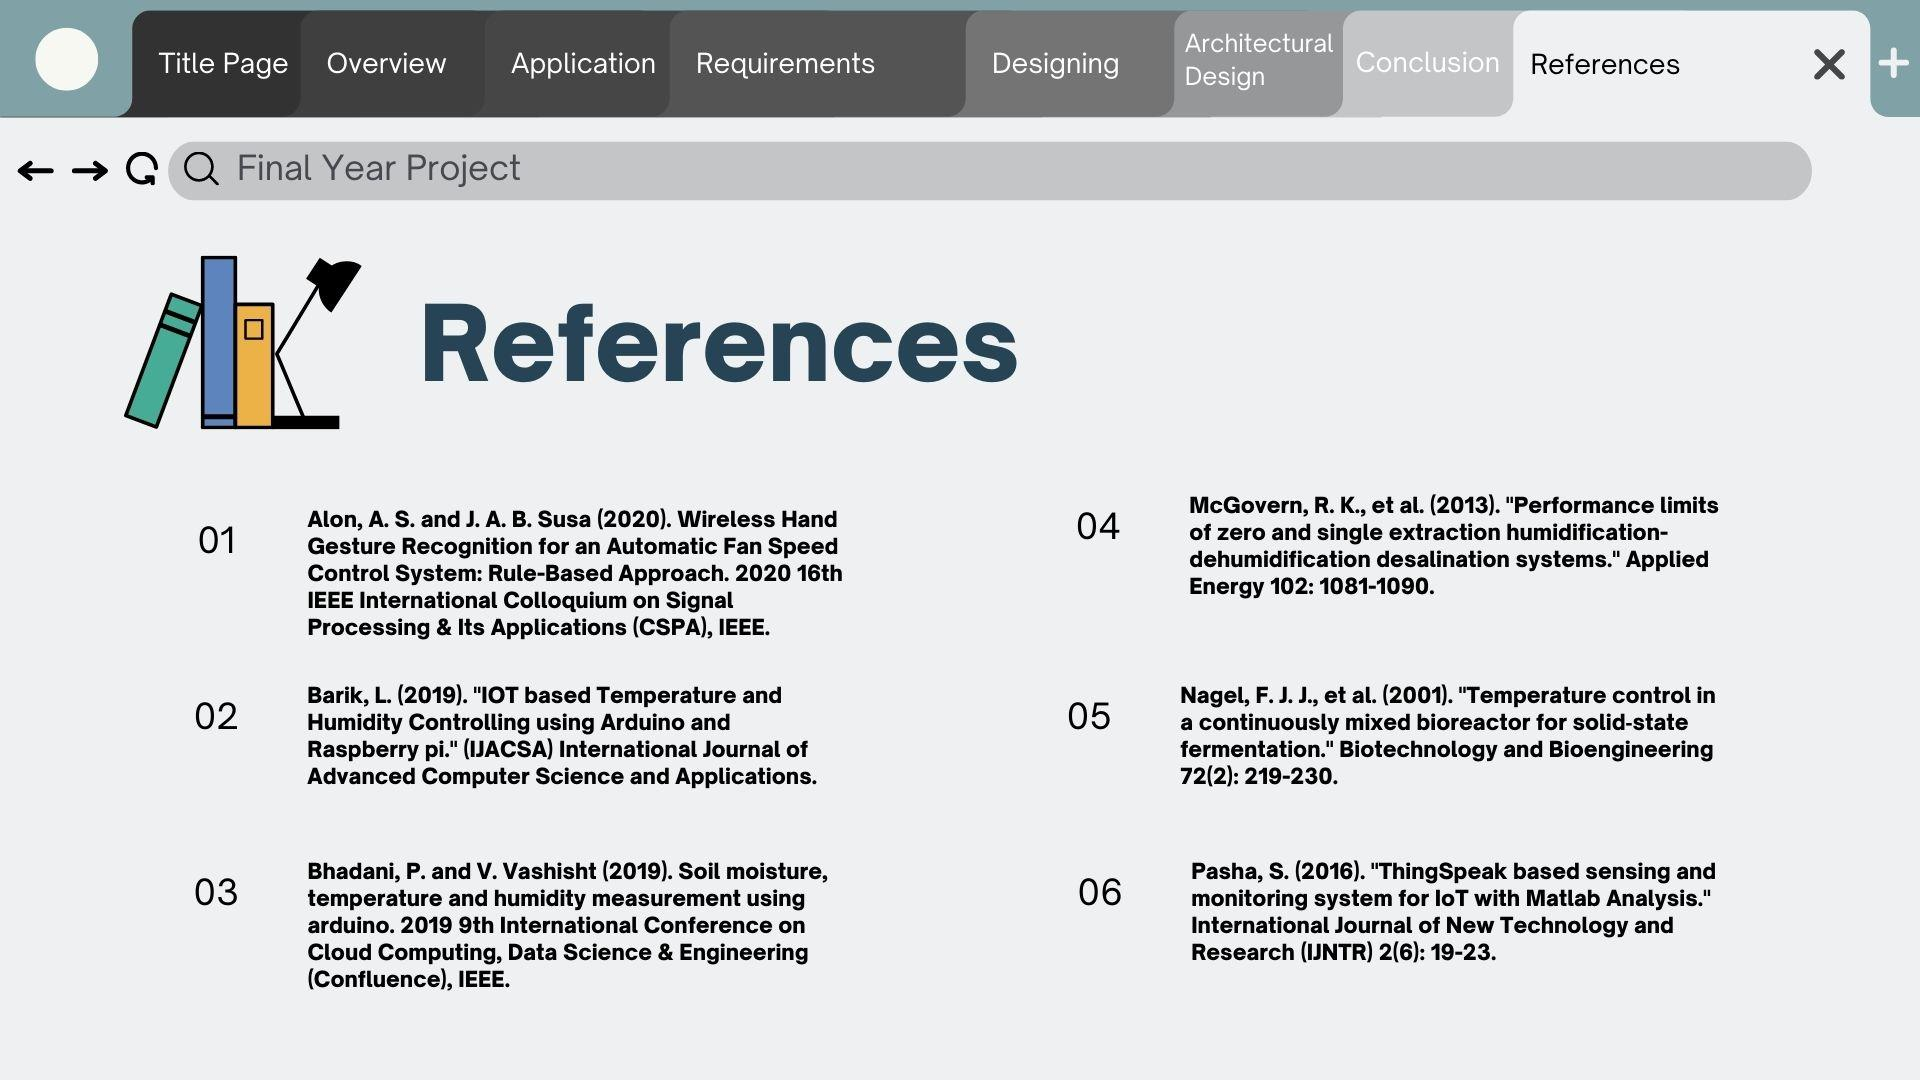 Title Page
Overview
Application
Requirements
Designing
Architectural
Design
Conclusion
References
Final Year Project
References
01
Alon, A. S. and J. A. B. Susa (2020). Wireless Hand
Gesture Recognition for an Automatic Fan Speed
Control System: Rule-Based Approach. 2020 16th
IEEE International Colloquium on Signal
Processing & Its Applications (CSPA), IEEE.
02
Barik, L. (2019). "IOT based Temperature and
Humidity Controlling using Arduino and
Raspberry pi." (IJACSA) International Journal of
Advanced Computer Science and Applications.
03
Bhadani, P. and V. Vashisht (2019). Soil moisture,
temperature and humidity measurement using
arduino. 2019 9th International Conference on
Cloud Computing, Data Science & Engineering
(Confluence), IEEE.
04
McGovern, R. K., et al. (2013). "Performance limits
of zero and single extraction humidification-
dehumidification desalination systems." Applied
Energy 102: 1081-1090.
05
Nagel, F. J. J., et al. (2001). "Temperature control in
a continuously mixed bioreactor for solid-state
fermentation." Biotechnology and Bioengineering
72(2): 219-230.
06
Pasha, S. (2016). "ThingSpeak based sensing and
monitoring system for IoT with Matlab Analysis."
International Journal of New Technology and
Research (IJNTR) 2(6): 19-23.